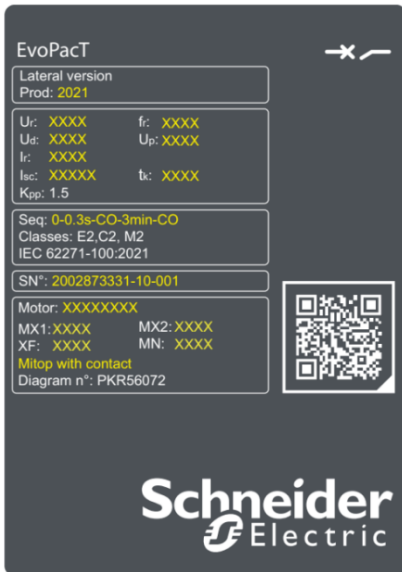 EvoPacT
Lateral version
Prod: 2021
Ur: XXXX fr: XXXX
Ud: XXXX Up: XXXX
Ir: XXXX
Isc: XXXXX tk: XXXX
Kpp: 1.5
Seq: 0-0.3s-CO-3min-CO
Classes: E2,C2, M2
IEC 62271-100:2021
SN°: 2002873331-10-001
Motor: XXXXXXXX
MX1:XXXX MX2: XXXX
XF: XXXX MN: XXXX
Mitop with contact
Diagram n°: PKR56072
Schneider
Electric